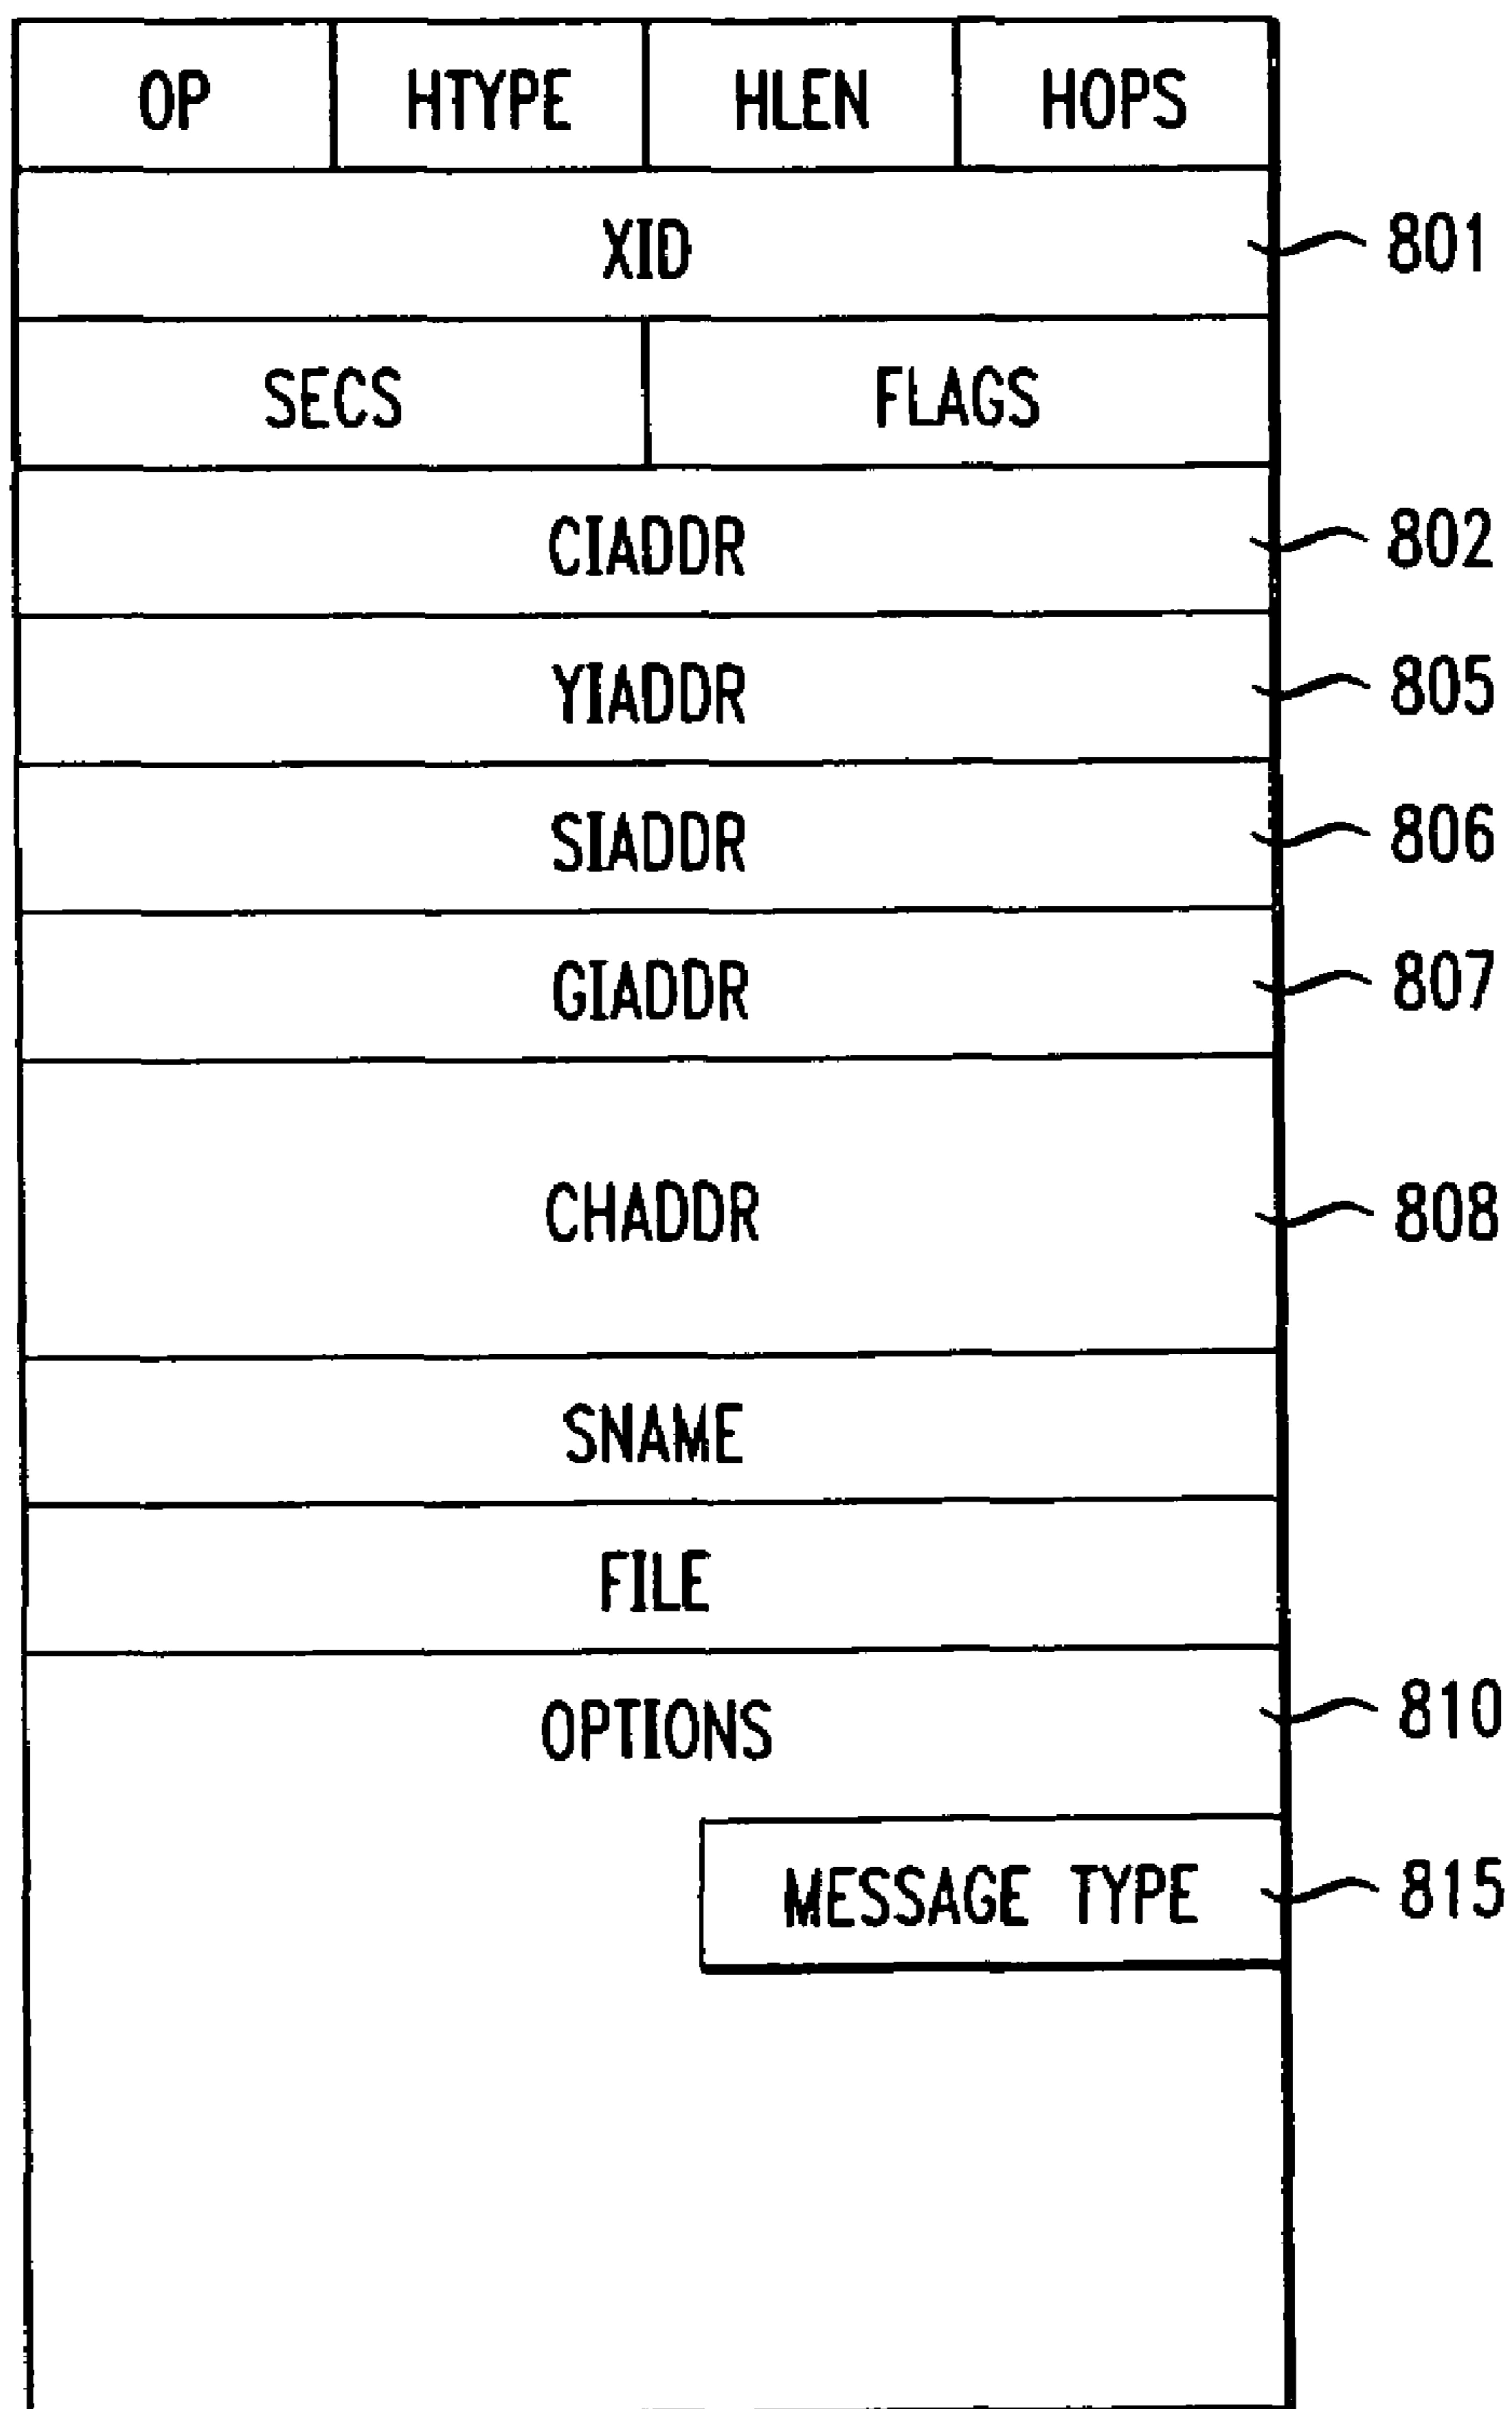 OP HTYPE HLEN HOPS
XID 801
SECS FLAGS
CIADDR 802
YIADDR 805
SIADDR 806
GIADDR 807
CHADDR 808
SNAME
FILE
OPTIONS 810
MESSAGE TYPE 815